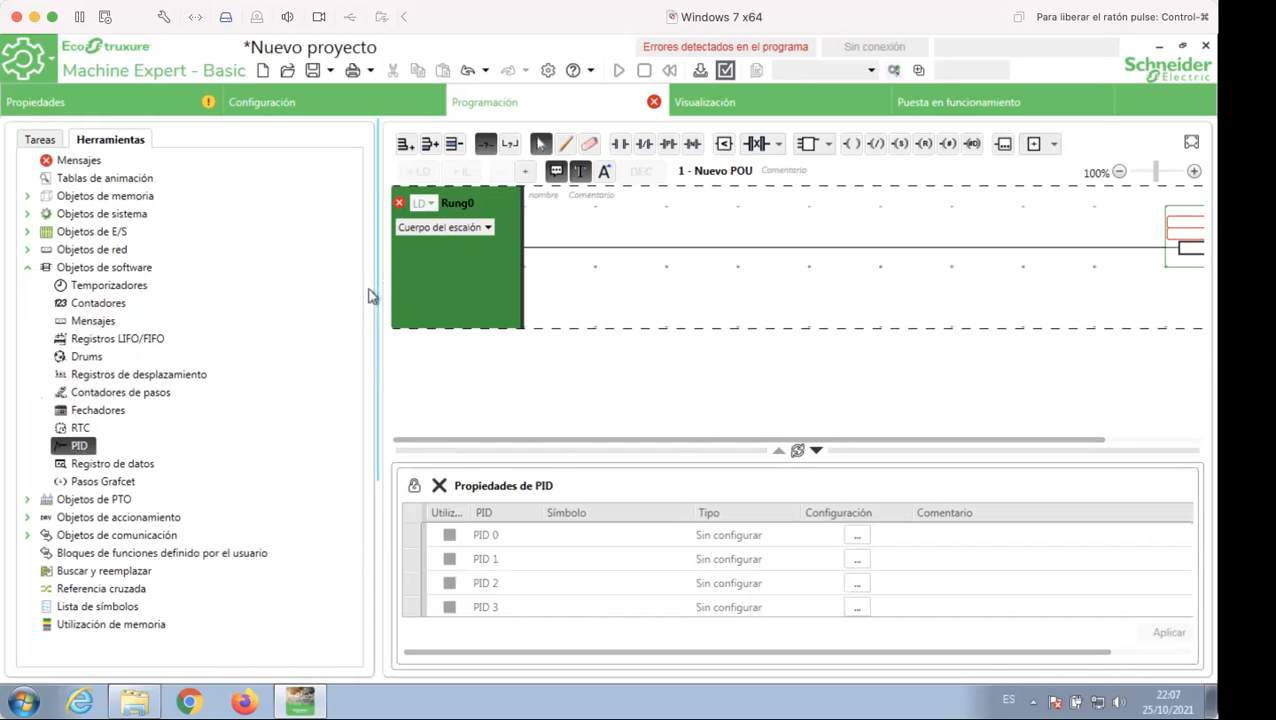 Windows 7 x64
Para liberar el ratón pulse: Control-⌘
EcoStruxure
Machine Expert - Basic
*Nuevo proyecto
Errores detectados en el programa
Sin conexión
Schneider
Electric
Propiedades
Configuración
Programación
Visualización
Puesta en funcionamiento
Tareas
Herramientas
Mensajes
Tablas de animación
Objetos de memoria
Objetos de sistema
Objetos de E/S
Objetos de red
Objetos de software
Temporizadores
123 Contadores
Mensajes
Registros LIFO/FIFO
Drums
Registros de desplazamiento
Contadores de pasos
Fechadores
RTC
PID
Registro de datos
Pasos Grafcet
Objetos de PTO
DRV Objetos de accionamiento
Objetos de comunicación
Bloques de funciones definido por el usuario
Buscar y reemplazar
Referencia cruzada
Lista de símbolos
Utilización de memoria
+ LD
+ IL
- +
T
A
DEC
1 - Nuevo POU
Comentario
100%
LD
Rung0
nombre Comentario
Cuerpo del escalón
Propiedades de PID
Utiliz... PID Símbolo Tipo Configuración Comentario
PID 0 Sin configurar ...
PID 1 Sin configurar ...
PID 2 Sin configurar ...
PID 3 Sin configurar ...
Aplicar
ES
22:07
25/10/2021